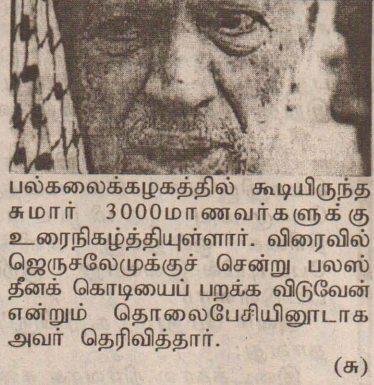 பல்கலைக்கழகத்தில் கூடியிருந்த
சுமார் 3000மாணவர்களுக்கு
உரைநிகழ்த்தியுள்ளார். விரைவில்
ஜெருசலேமுக்குச் சென்று பலஸ்
தீனக் கொடியைப் பறக்க விடுவேன்
என்றும் தொலைபேசியினூடாக
அவர் தெரிவித்தார்.
(சு)